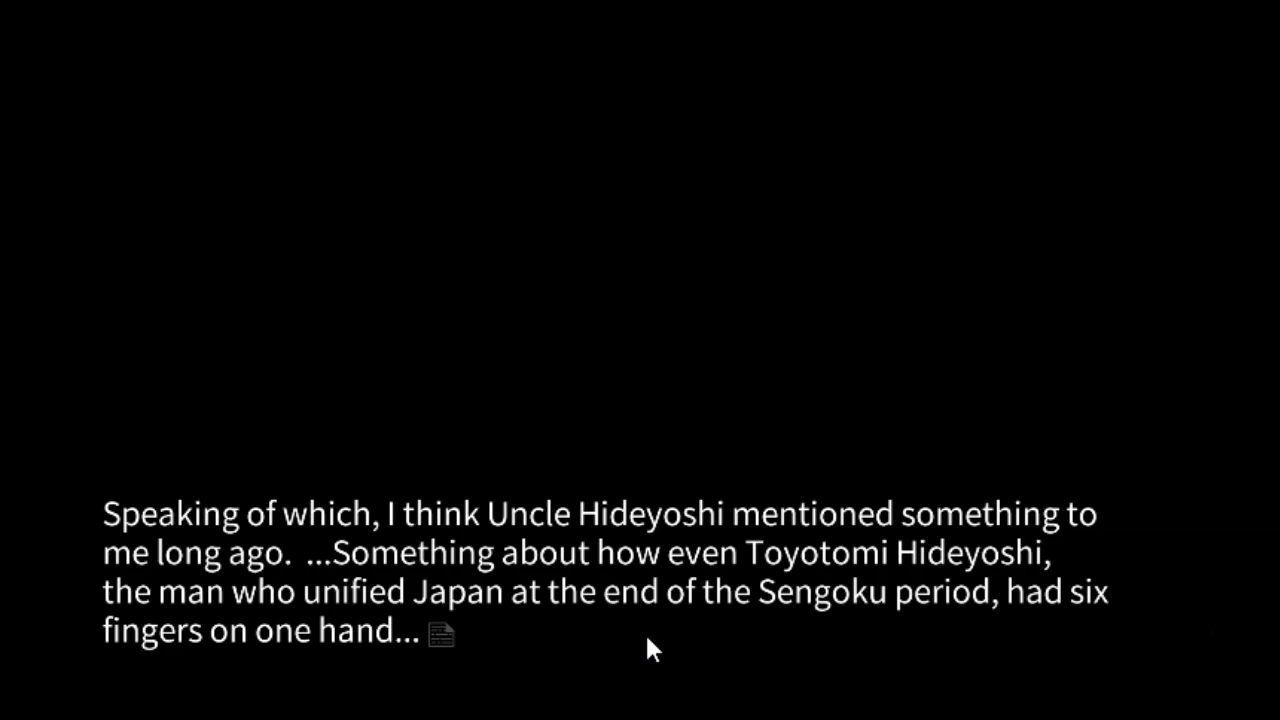 Speaking of which, I think Uncle Hideyoshi mentioned something to
me long ago.  ...Something about how even Toyotomi Hideyoshi,
the man who unified Japan at the end of the Sengoku period, had six
fingers on one hand...